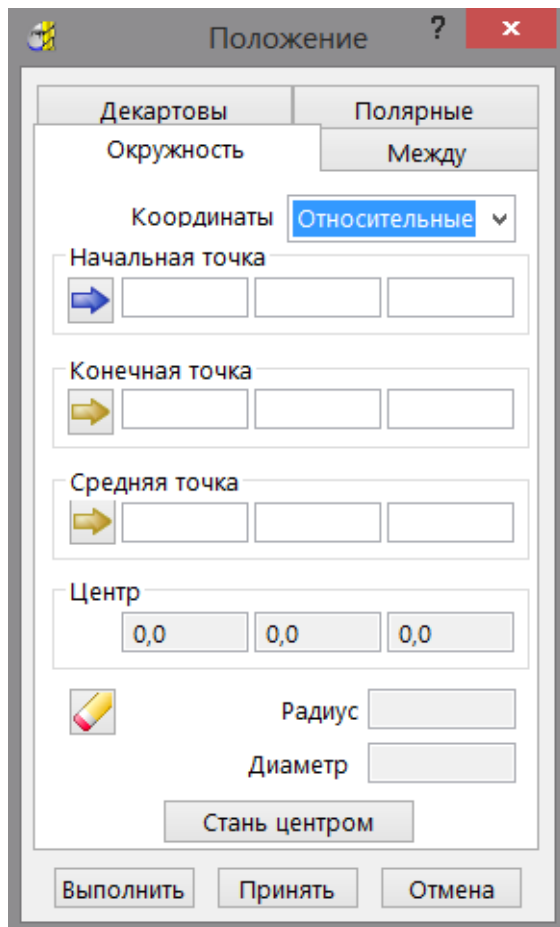 Положение ?
Декартовы Полярные
Окружность Между
Координаты Относительные
Начальная точка
Конечная точка
Средняя точка
Центр
0,0 0,0 0,0
Радиус
Диаметр
Стань центром
Выполнить Принять Отмена